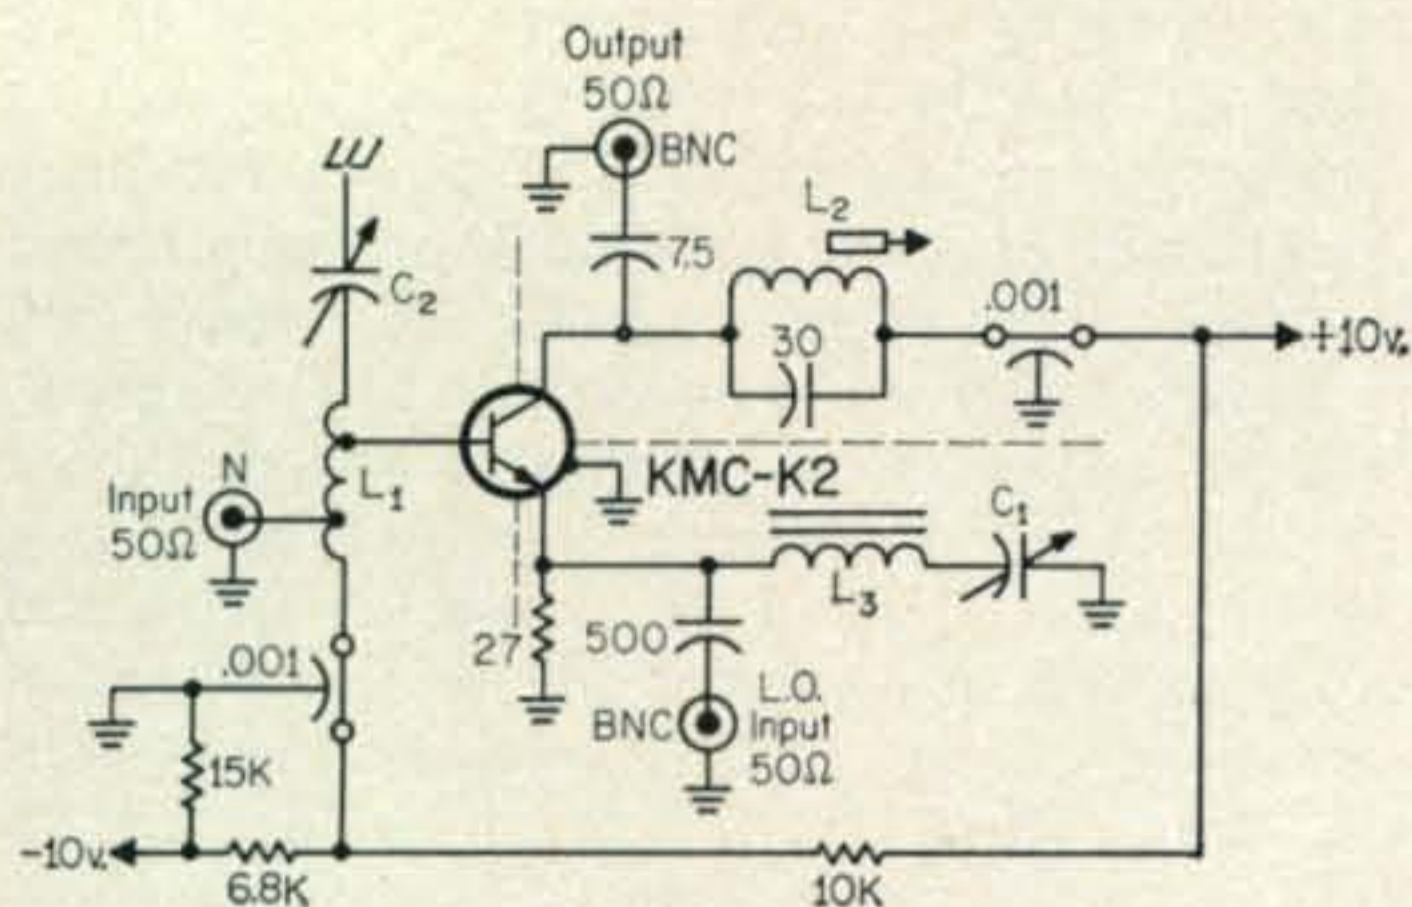 Output
50Ω
BNC
7.5
L2
C2
.001
+10v.
30
N
Input
50Ω
L1
KMC-K2
C1
L3
27
500
.001
L.O.
BNC
Input
50Ω
15K
-10v.
6.8K
10K